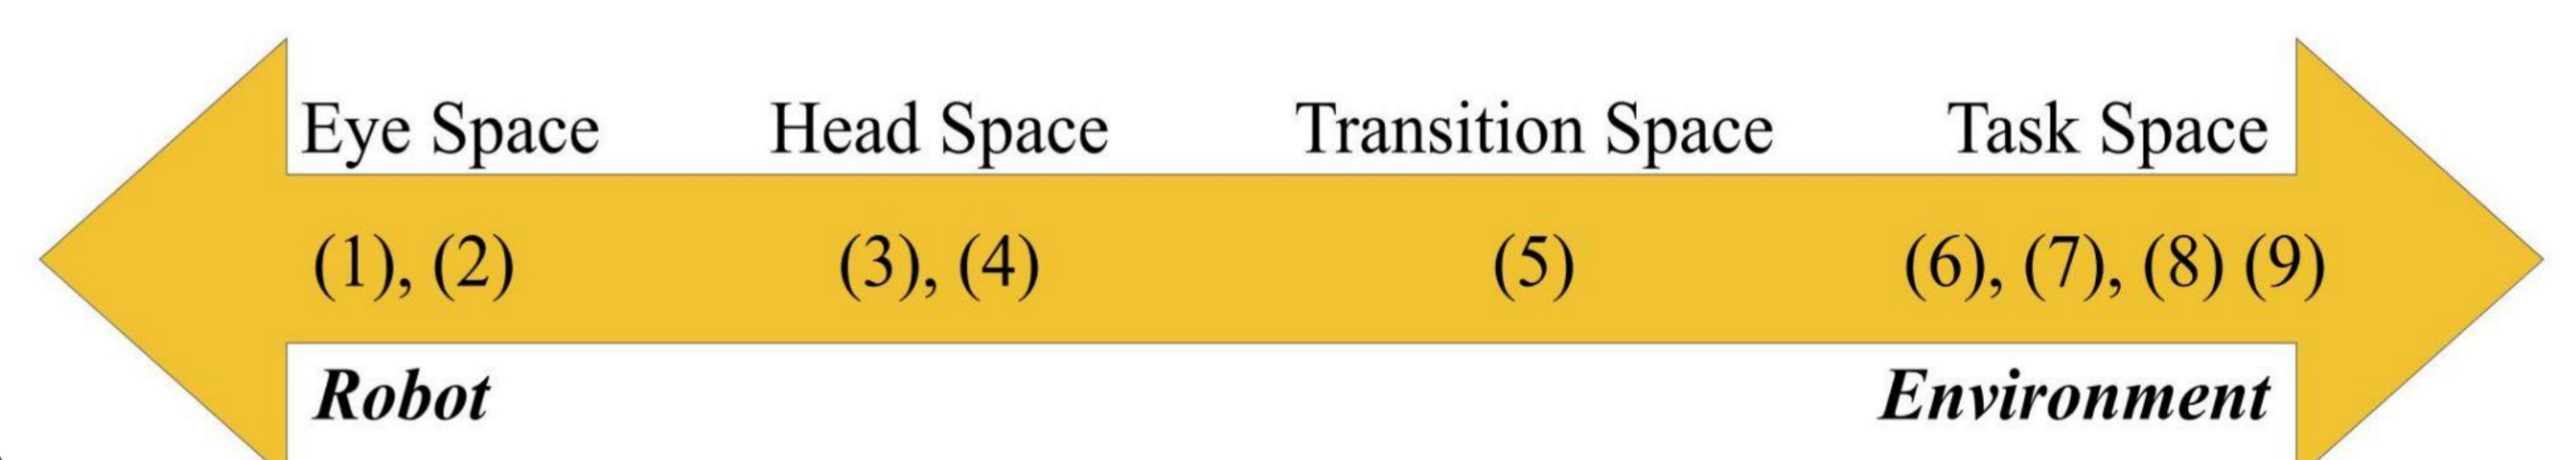 Eye Space Head Space Transition Space Task Space
(1), (2) (3), (4) (5) (6), (7), (8) (9)
Robot Environment